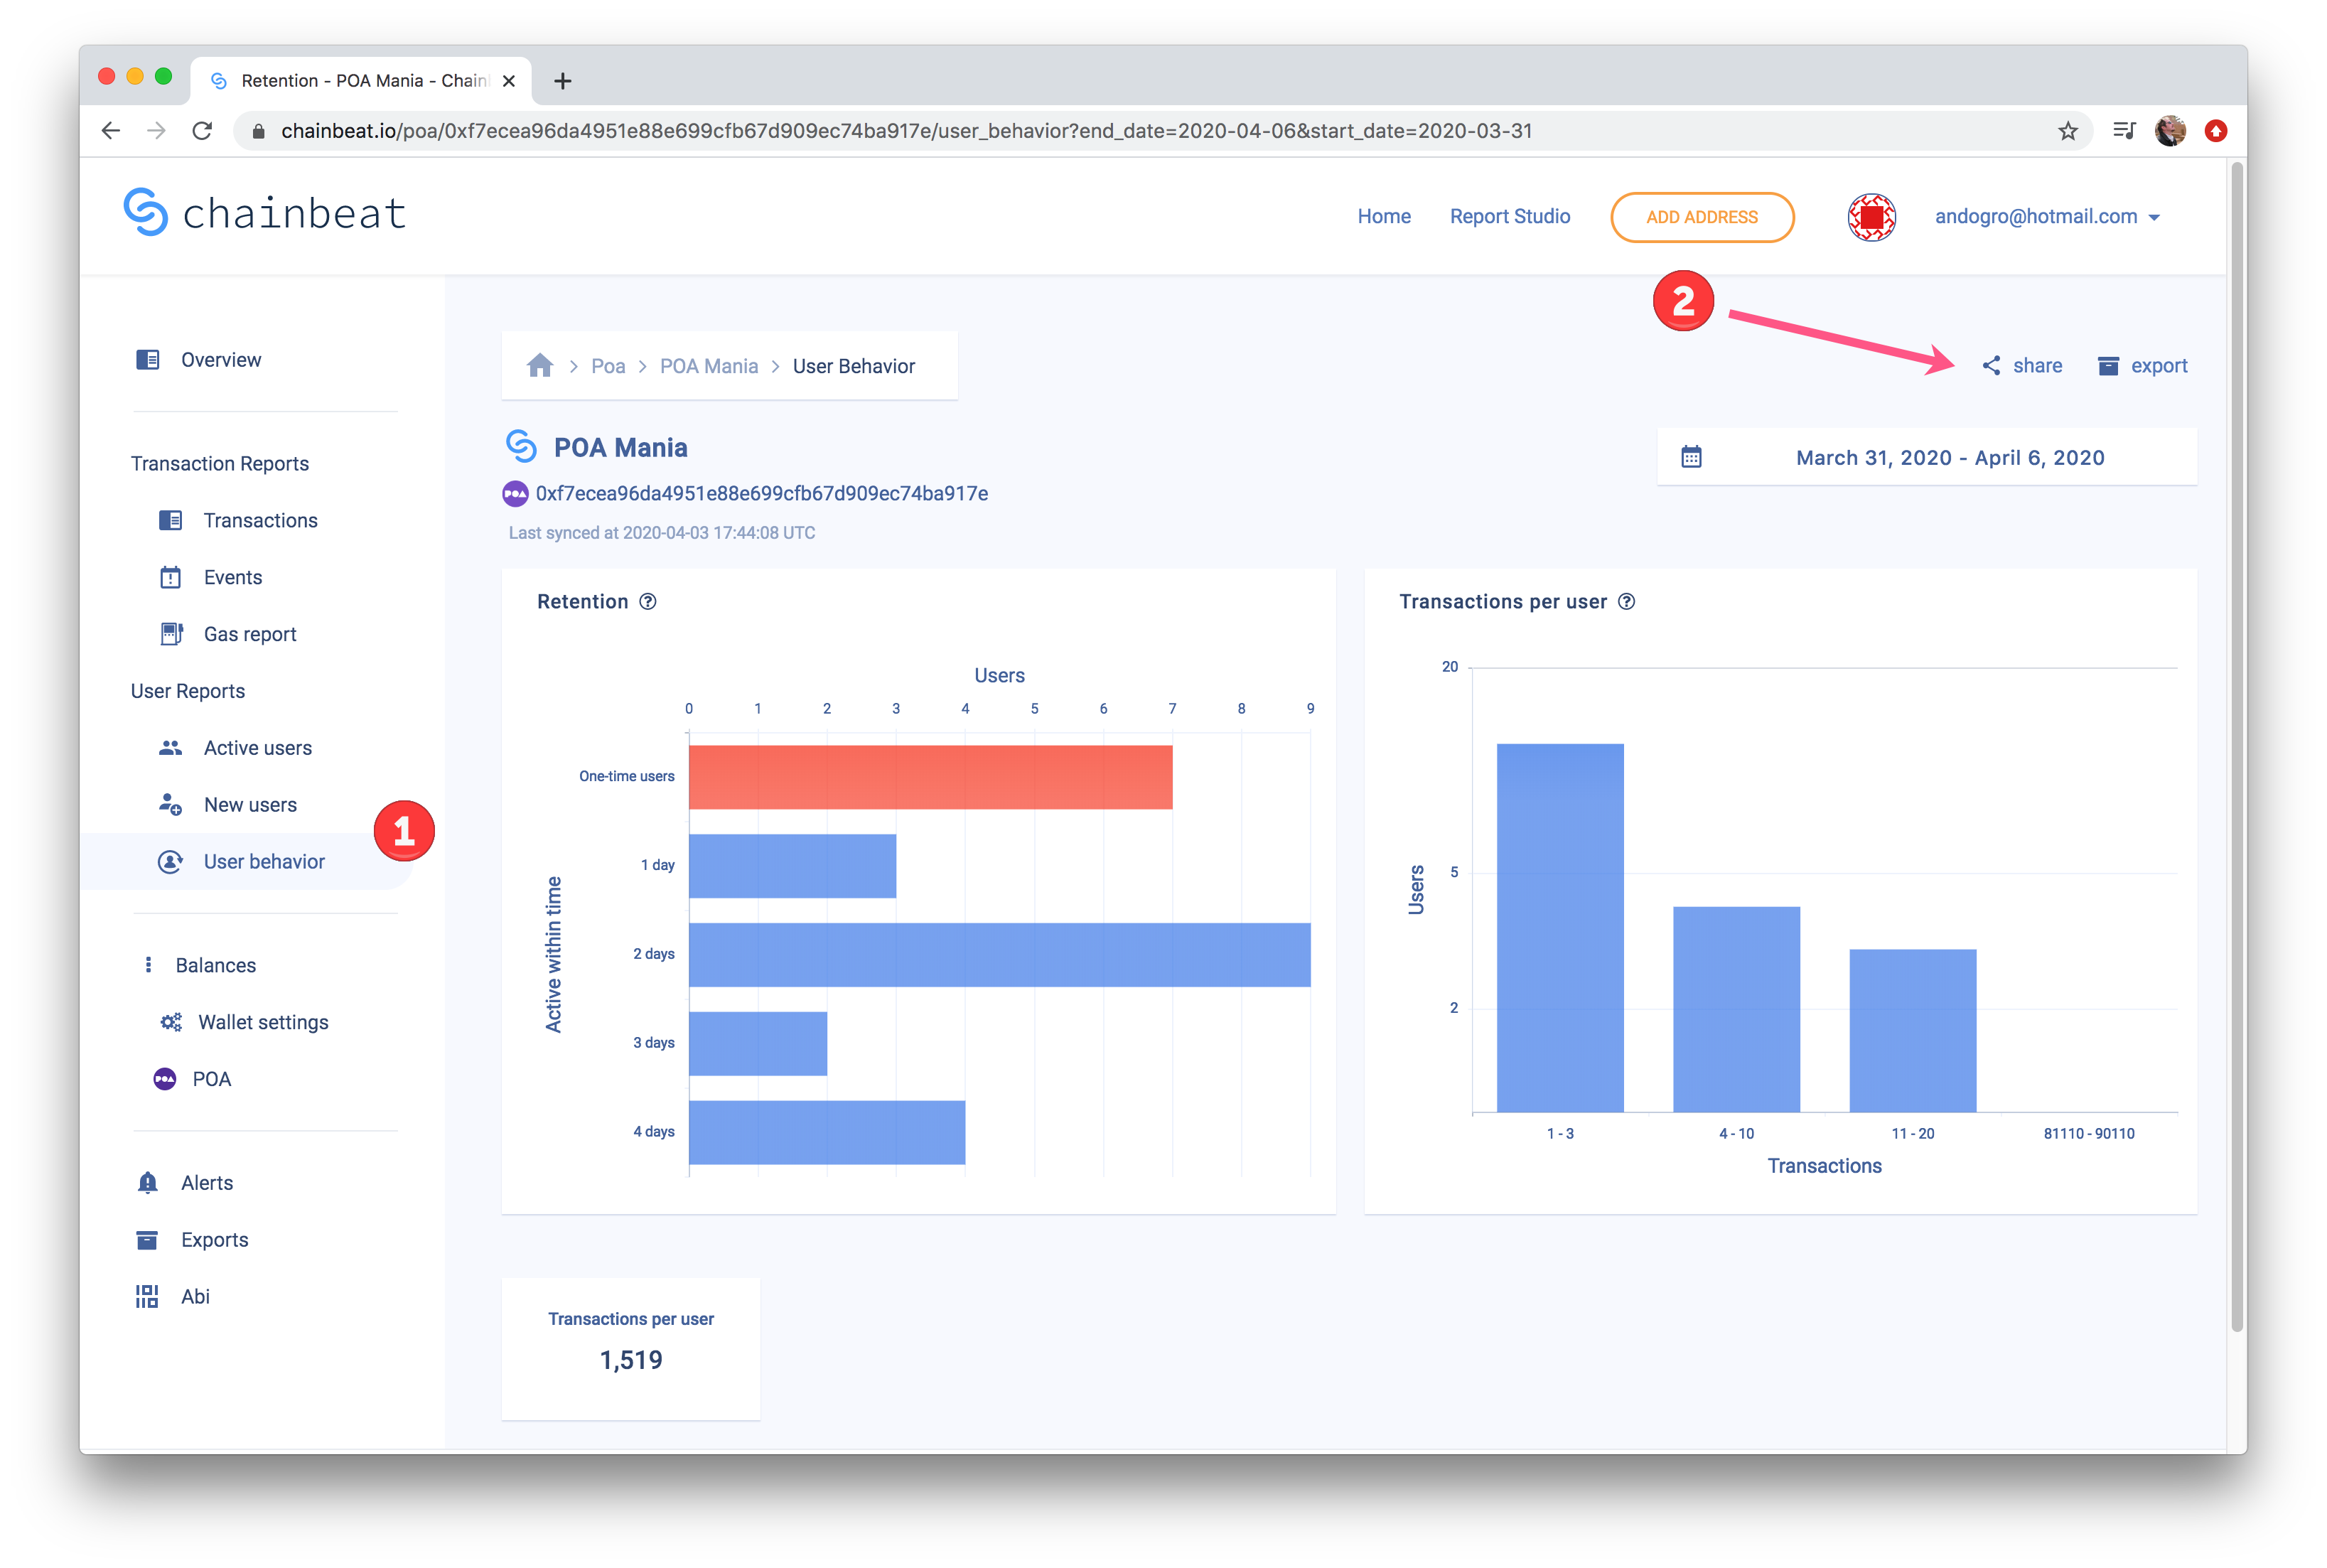 Retention - POA Mania - Chain
chainbeat.io/poa/0xf7ecea96da4951e88e699cfb67d909ec74ba917e/user_behavior?end_date=2020-04-06&start_date=2020-03-31
chainbeat
Home
Report Studio
ADD ADDRESS
andogro@hotmail.com
2
Overview
Transaction Reports
Transactions
Events
Gas report
User Reports
Active users
New users
1
User behavior
Balances
Wallet settings
POA POA
Alerts
Exports
Abi
> Poa > POA Mania > User Behavior
share
export
POA Mania
POA 0xf7ecea96da4951e88e699cfb67d909ec74ba917e
Last synced at 2020-04-03 17:44:08 UTC
March 31, 2020 - April 6, 2020
Retention ?
Users
0 1 2 3 4 5 6 7 8 9
Active within time
One-time users
1 day
2 days
3 days
4 days
Transactions per user ?
Users
20
5
2
1 - 3 4 - 10 11 - 20 81110 - 90110
Transactions
Transactions per user
1,519